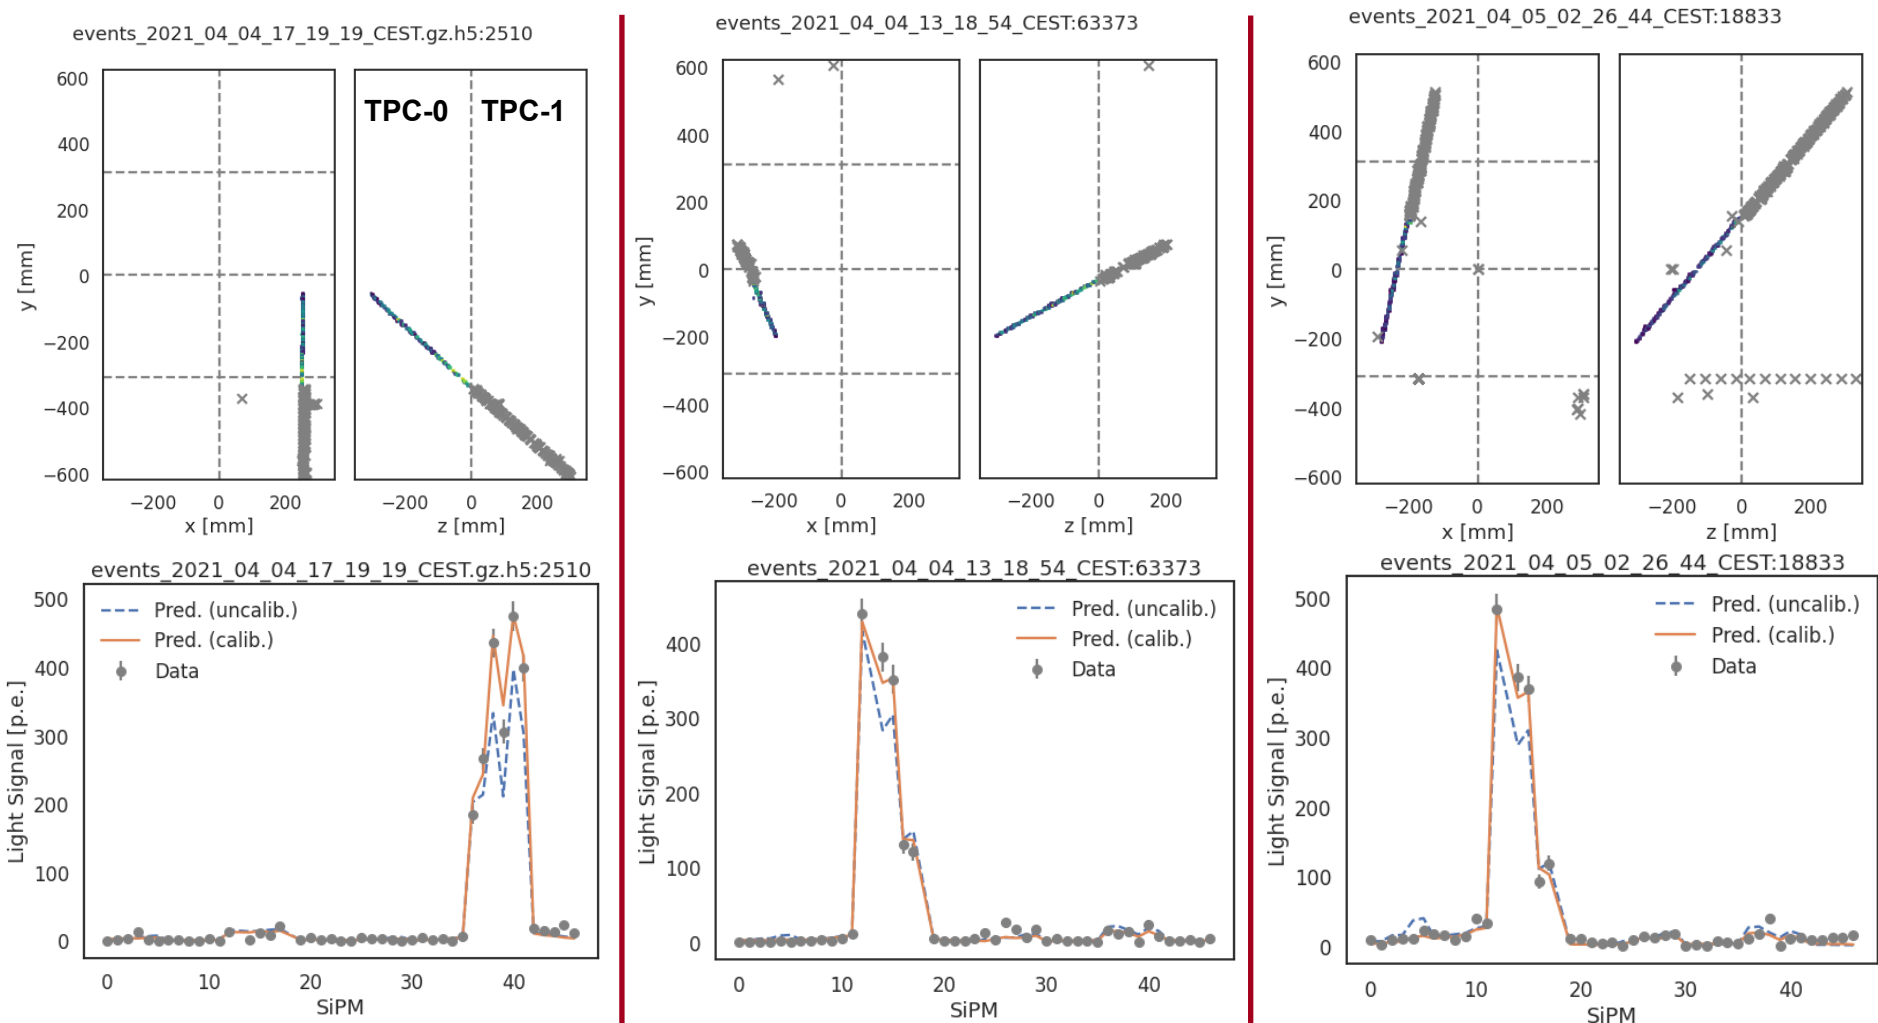 events_2021_04_04_17_19_19_CEST.gz.h5:2510
600
400
200
0
−200
−400
−600
y [mm]
−200 0 200
x [mm]
TPC-0 TPC-1
−200 0 200
z [mm]
events_2021_04_04_13_18_54_CEST:63373
600
400
200
0
−200
−400
−600
y [mm]
−200 0 200
x [mm]
−200 0 200
z [mm]
events_2021_04_05_02_26_44_CEST:18833
600
400
200
0
−200
−400
−600
y [mm]
−200 0 200
x [mm]
−200 0 200
z [mm]
events_2021_04_04_17_19_19_CEST.gz.h5:2510
500
400
300
200
100
0
Light Signal [p.e.]
Pred. (uncalib.)
Pred. (calib.)
Data
0 10 20 30 40
SiPM
events_2021_04_04_13_18_54_CEST:63373
400
300
200
100
0
Light Signal [p.e.]
Pred. (uncalib.)
Pred. (calib.)
Data
0 10 20 30 40
SiPM
events_2021_04_05_02_26_44_CEST:18833
500
400
300
200
100
0
Light Signal [p.e.]
Pred. (uncalib.)
Pred. (calib.)
Data
0 10 20 30 40
SiPM